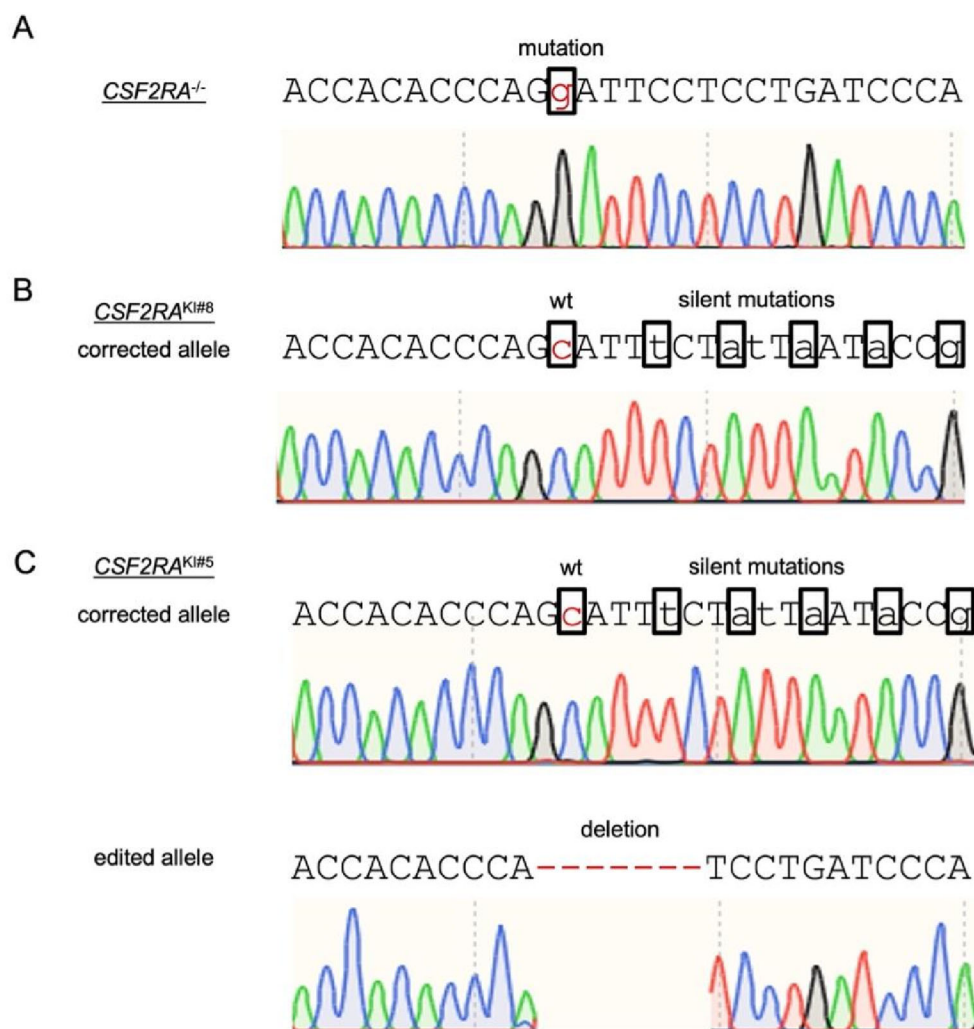 A
mutation
CSF2RA-/-
ACCACACCCAGgATTCCTCCTGATCCCA
B
CSF2RAKI#8
wt silent mutations
corrected allele
ACCACACCCAGcATTtCTatTaATaCCg
C
CSF2RAKI#5
wt silent mutations
corrected allele
ACCACACCCAGcATTtCTatTaATaCCg
deletion
edited allele
ACCACACCCA-------TCCTGATCCCA